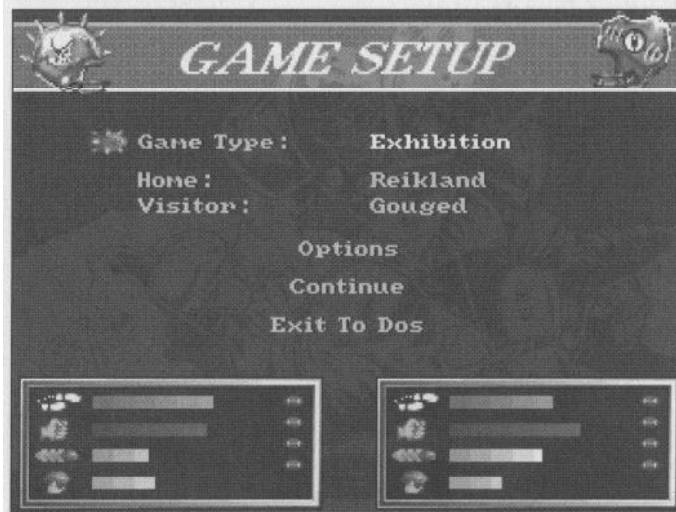 GAME SETUP
Game Type: Exhibition
Home: Reikland
Visitor: Gouged
Options
Continue
Exit To Dos